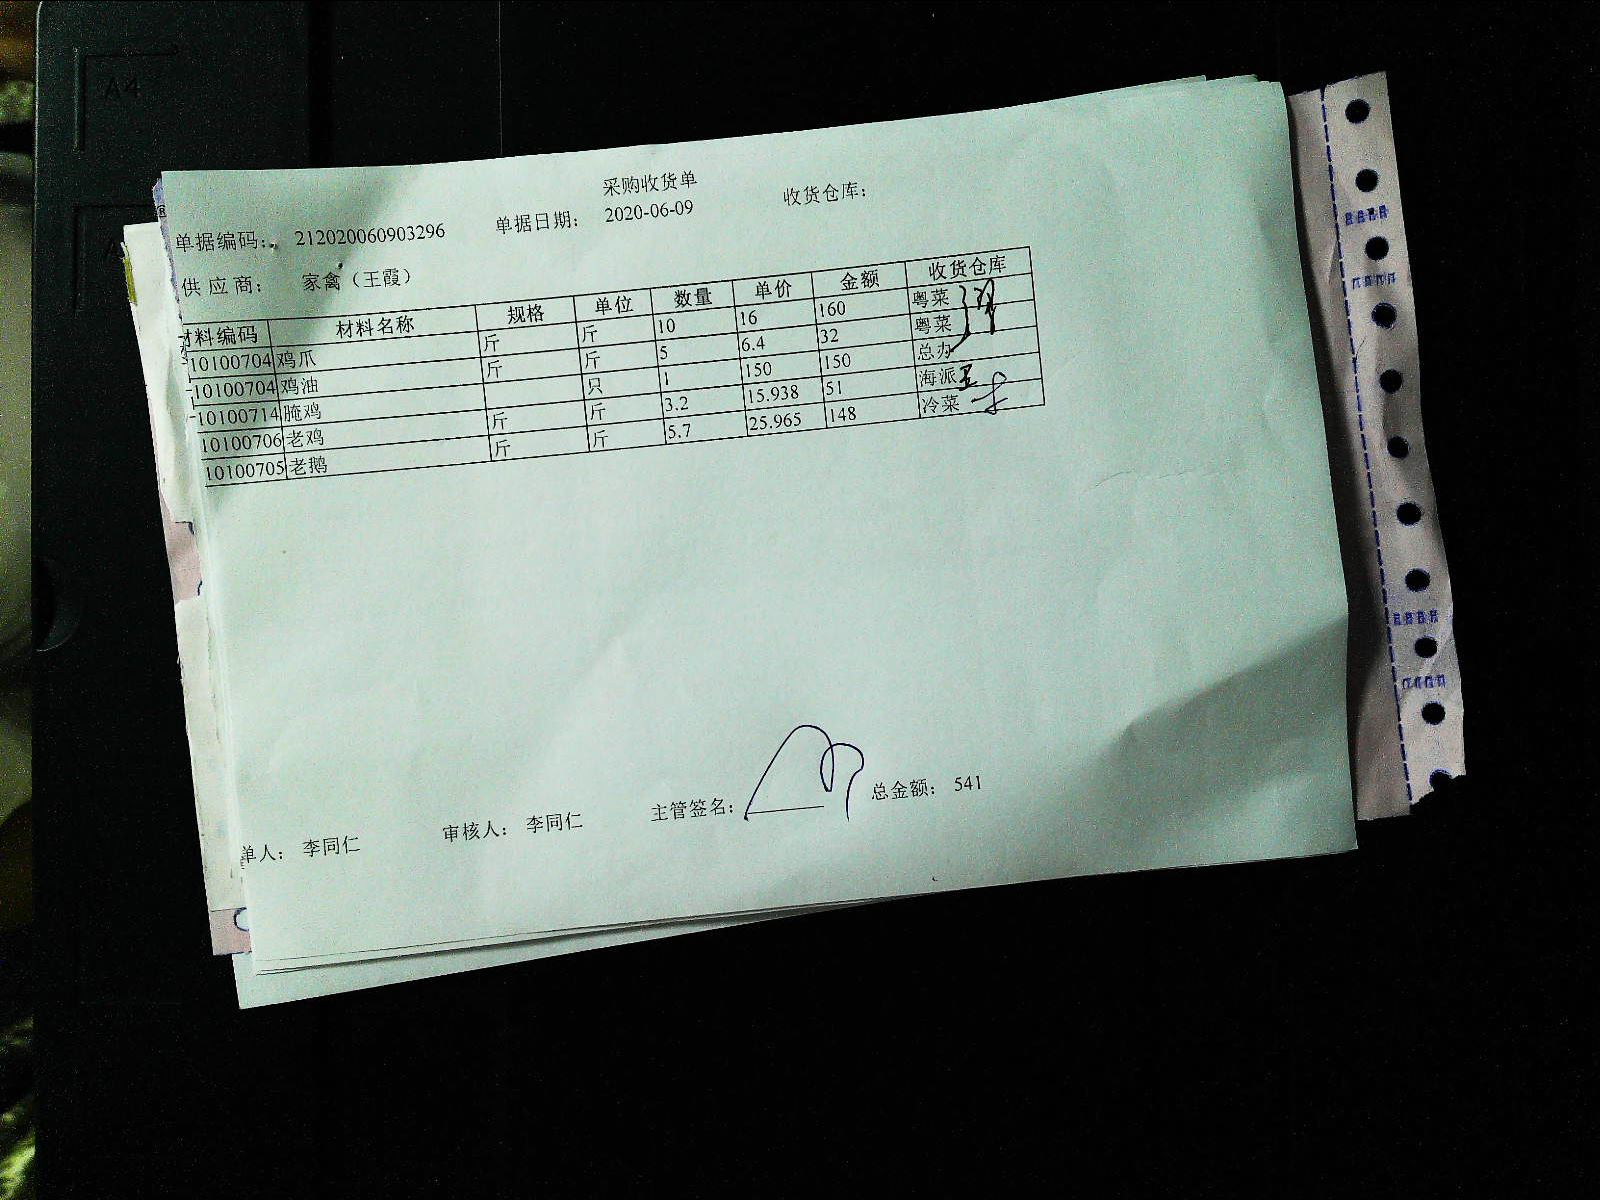 采购收货单
单据编码: 212020060903296 单据日期: 2020-06-09 收货仓库:
供应商: 家禽（王霞）
材料编码 材料名称 规格 单位 数量 单价 金额 收货仓库
10100704 鸡爪 斤 斤 10 16 160 粤菜
10100704 鸡油 斤 斤 5 6.4 32 粤菜
10100714 腌鸡 只 1 150 150 总办
10100706 老鸡 斤 斤 3.2 15.938 51 海派
10100705 老鹅 斤 斤 5.7 25.965 148 冷菜
单人: 李同仁 审核人: 李同仁 主管签名: 总金额: 541
A4